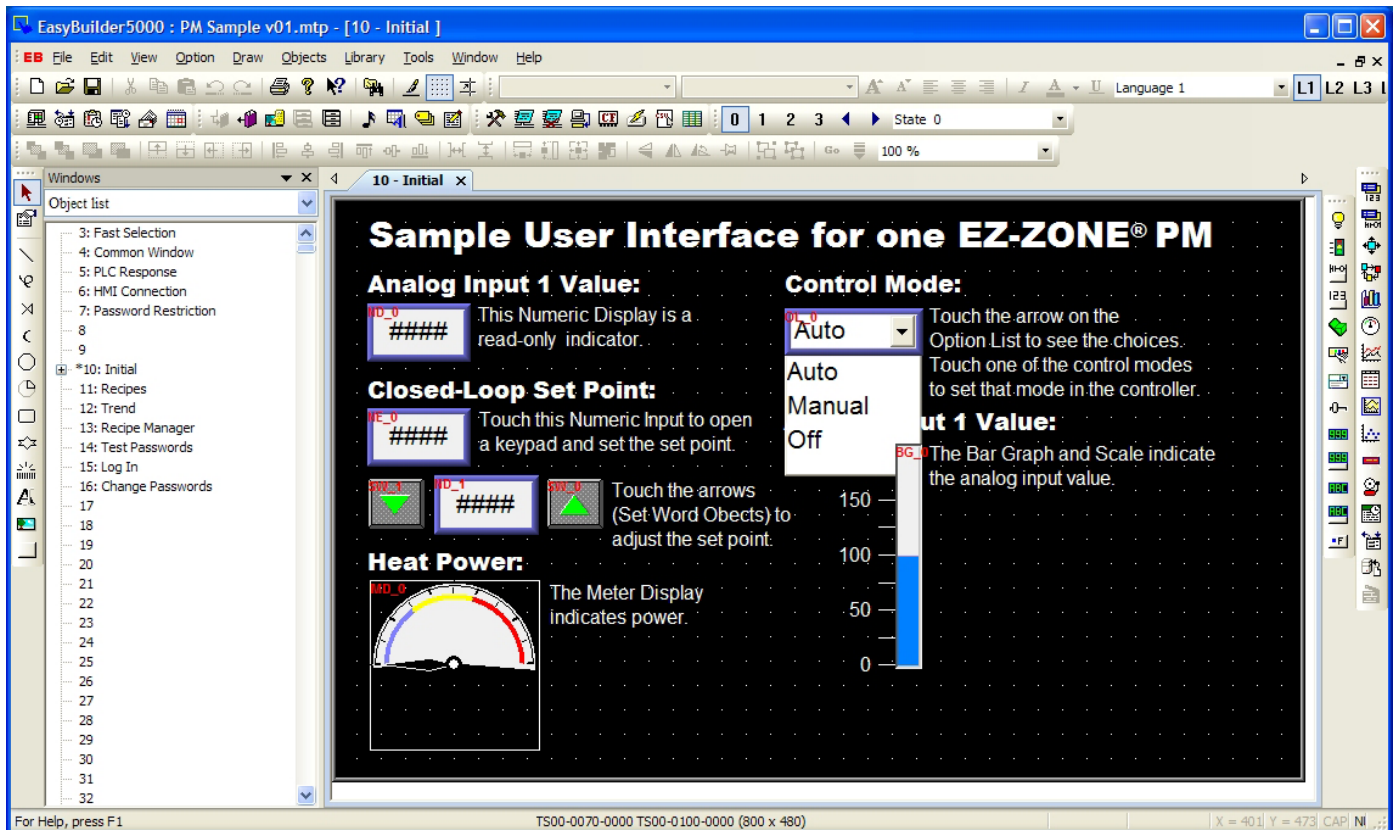 EasyBuilder5000 : PM Sample v01.mtp - [10 - Initial ]
EB File Edit View Option Draw Objects Library Tools Window Help
Language 1
L1 L2 L3
0 1 2 3 State 0
Go 100 %
Windows
10 - Initial
Object list
3: Fast Selection
4: Common Window
5: PLC Response
6: HMI Connection
7: Password Restriction
8
9
*10: Initial
11: Recipes
12: Trend
13: Recipe Manager
14: Test Passwords
15: Log In
16: Change Passwords
17
18
19
20
21
22
23
24
25
26
27
28
29
30
31
32
Sample User Interface for one EZ-ZONE® PM
Analog Input 1 Value:
ND_0
####
This Numeric Display is a
read-only indicator.
Closed-Loop Set Point:
NE_0
####
Touch this Numeric Input to open
a keypad and set the set point.
SW_1
ND_1
####
SW_0
Touch the arrows
(Set Word Obects) to
adjust the set point.
Heat Power:
MD_0
The Meter Display
indicates power.
Control Mode:
OL_0
Auto
Auto
Manual
Off
Touch the arrow on the
Option List to see the choices.
Touch one of the control modes
to set that mode in the controller.
ut 1 Value:
BG_0
The Bar Graph and Scale indicate
the analog input value.
150
100
50
0
For Help, press F1
TS00-0070-0000 TS00-0100-0000 (800 x 480)
X = 401 Y = 473 CAP